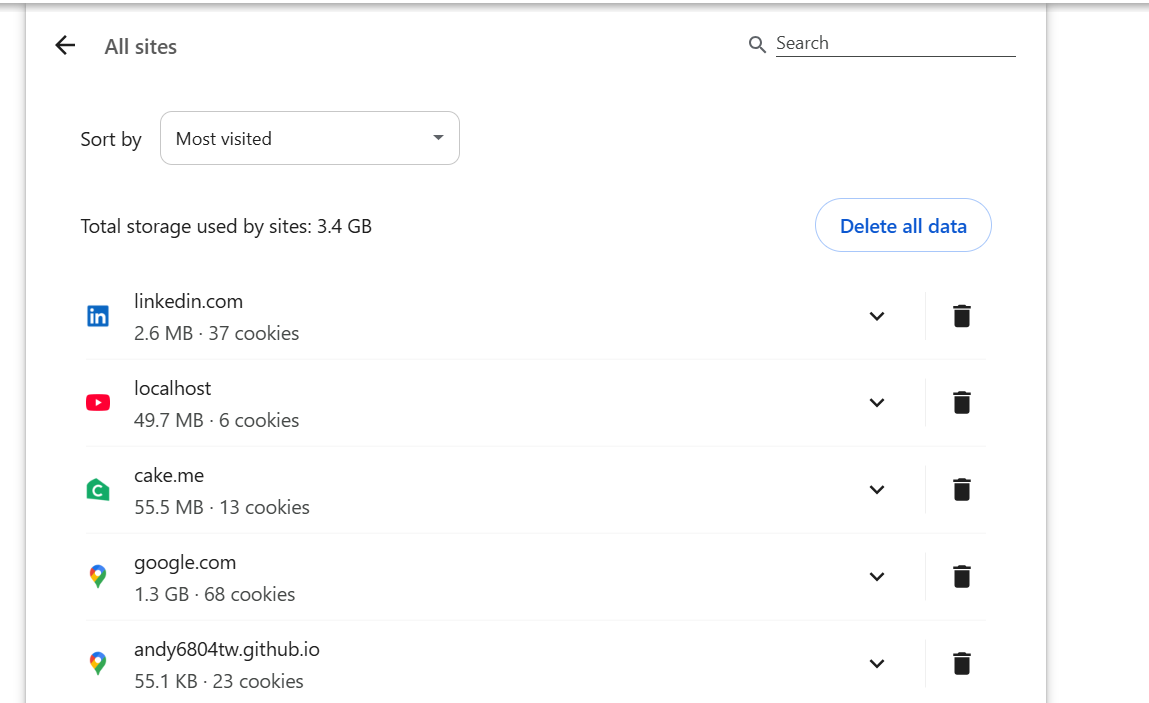 All sites
Search
Sort by
Most visited
Total storage used by sites: 3.4 GB
Delete all data
in
linkedin.com
2.6 MB · 37 cookies
localhost
49.7 MB · 6 cookies
C
cake.me
55.5 MB · 13 cookies
google.com
1.3 GB · 68 cookies
andy6804tw.github.io
55.1 KB · 23 cookies